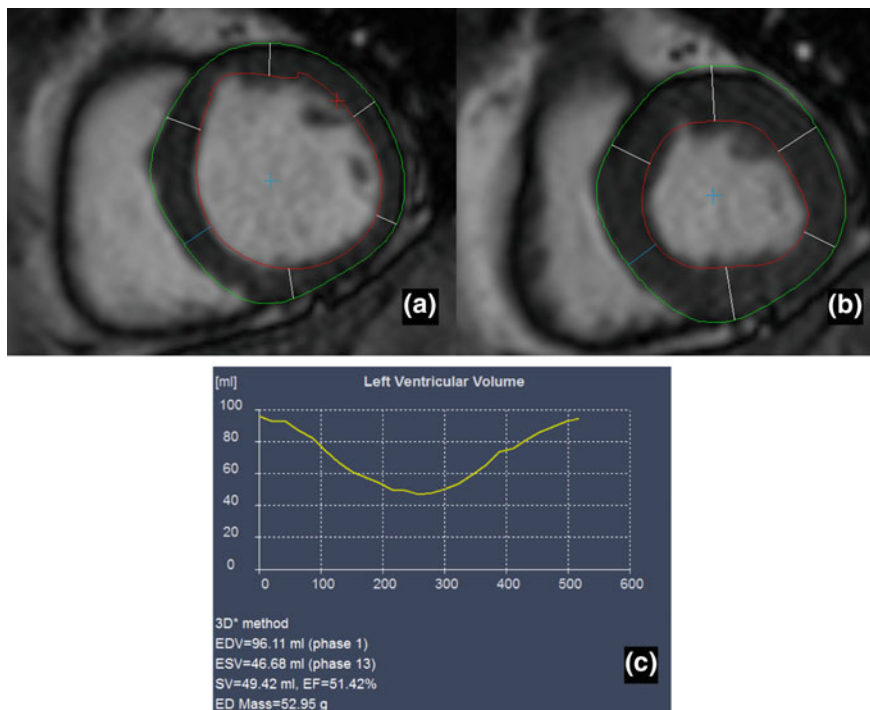 (a)
(b)
[ml]
Left Ventricular Volume
100
80
60
40
20
0
0 100 200 300 400 500 600
3D* method
EDV=96.11 ml (phase 1)
ESV=46.68 ml (phase 13)
SV=49.42 ml, EF=51.42%
ED Mass=52.95 g
(c)